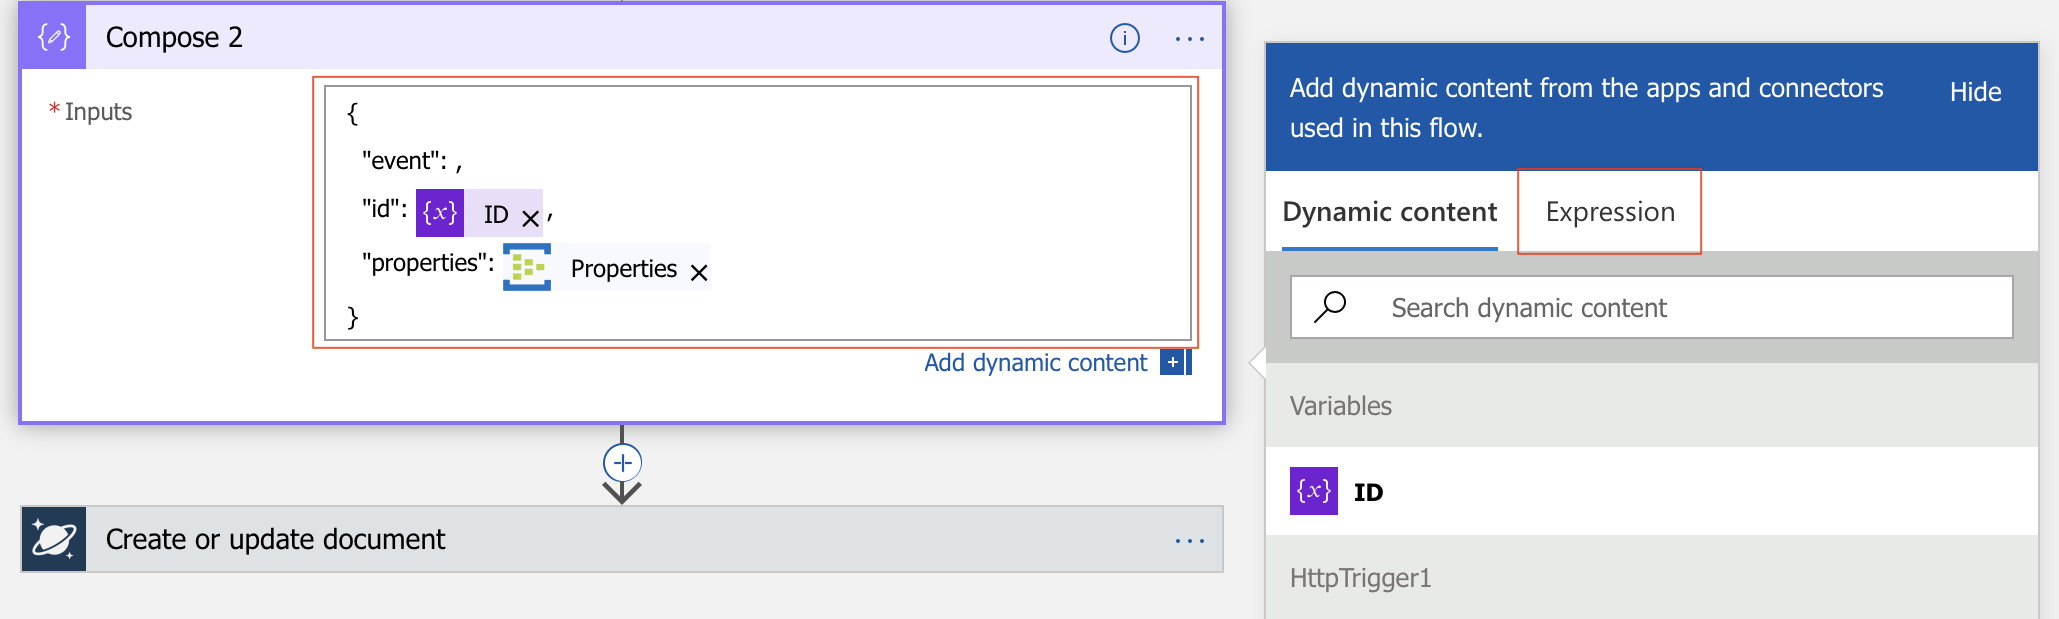 Compose 2
* Inputs
{
"event": ,
"id": {x} ID ×,
"properties": Properties ×
}
Add dynamic content
Create or update document
Add dynamic content from the apps and connectors
used in this flow.
Hide
Dynamic content
Expression
Search dynamic content
Variables
{x} ID
HttpTrigger1